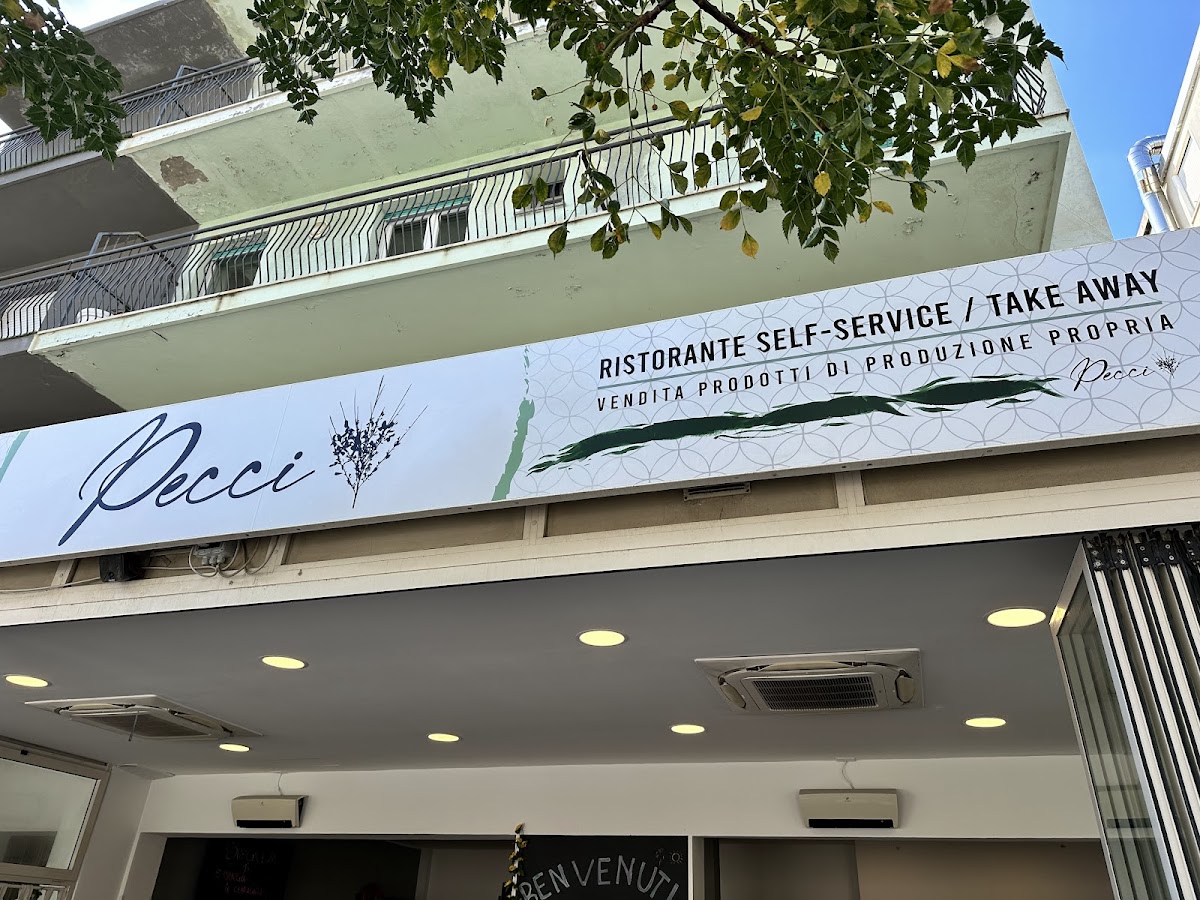 Pecci
RISTORANTE SELF-SERVICE / TAKE AWAY
VENDITA PRODOTTI DI PRODUZIONE PROPRIA
Pecci
BENVENUTI